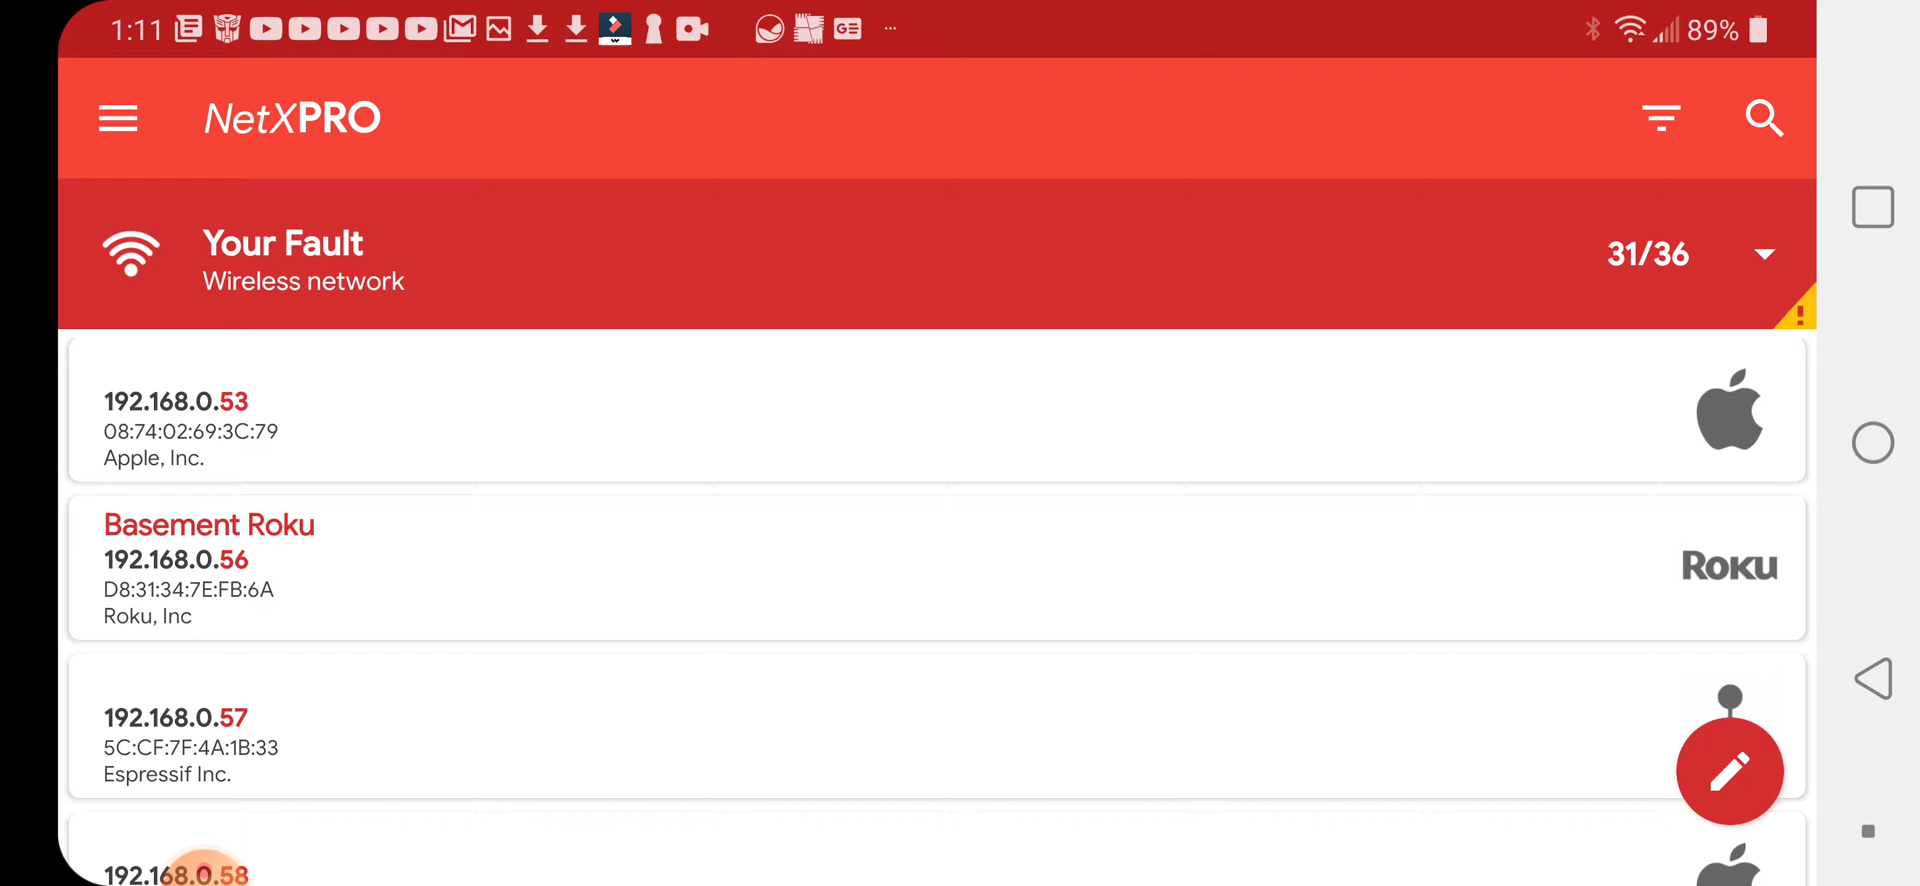 1:11
GE
89%
NetXPRO
Your Fault
Wireless network
31/36
!
192.168.0.53
08:74:02:69:3C:79
Apple, Inc.
Basement Roku
192.168.0.56
D8:31:34:7E:FB:6A
Roku, Inc
ROKU
192.168.0.57
5C:CF:7F:4A:1B:33
Espressif Inc.
192.168.0.58